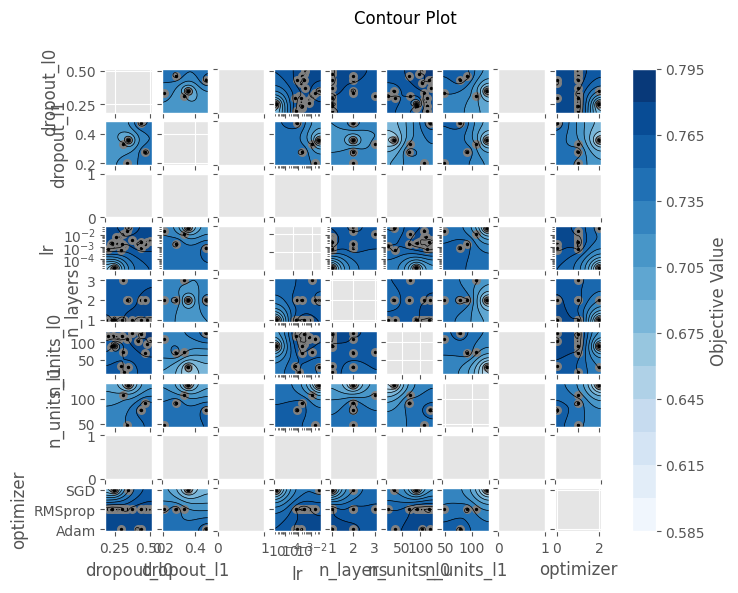 Contour Plot
dropout_l0
0.50
0.25
dropout_l1
0.4
0.2
1
0
lr
10⁻²
10⁻³
10⁻⁴
n_layers
3
2
1
n_units_l0
100
50
n_units_l1
100
50
1
0
optimizer
SGD
RMSprop
Adam
0.25 0.50
dropout_l0
0.2 0.4
dropout_l1
0 1
10⁻⁴ 10⁻²
lr
1 2 3
n_layers
50 100
n_units_l0
50 100
n_units_l1
0 1
0 2
optimizer
0.795
0.765
0.735
0.705
0.675
0.645
0.615
0.585
Objective Value